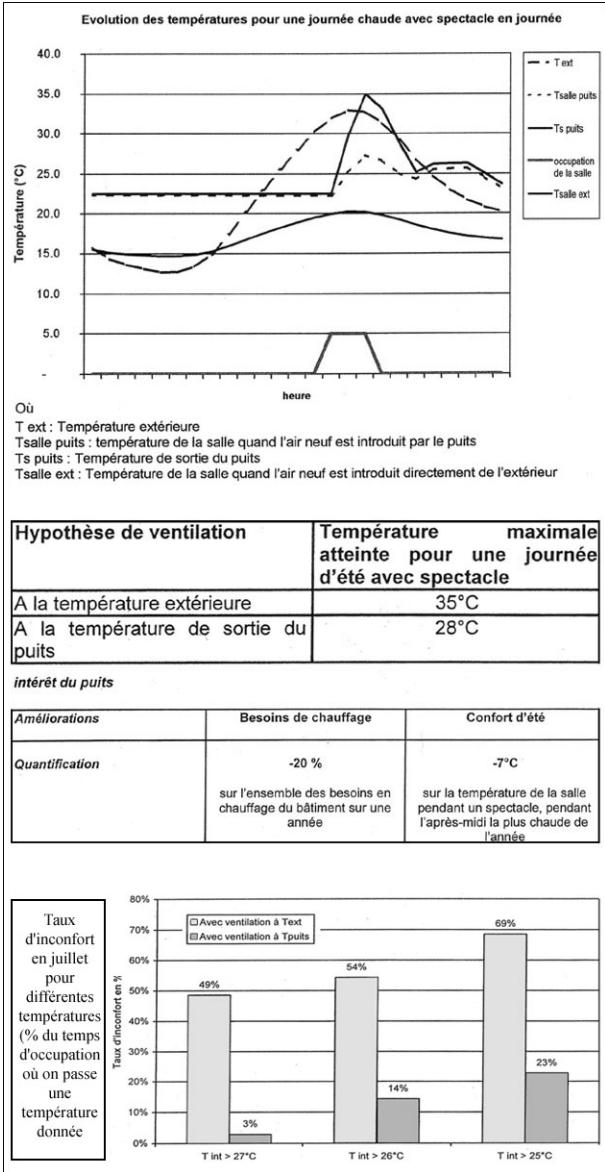 Evolution des températures pour une journée chaude avec spectacle en journée
Température (°C)
40.0
35.0
30.0
25.0
20.0
15.0
10.0
5.0
-
heure
T ext
Tsalle puits
Ts puits
occupation
de la salle
Tsalle ext
Où
T ext : Température extérieure
Tsalle puits : température de la salle quand l'air neuf est introduit par le puits
Ts puits : Température de sortie du puits
Tsalle ext : Température de la salle quand l'air neuf est introduit directement de l'extérieur
Hypothèse de ventilation
Température maximale
atteinte pour une journée
d'été avec spectacle
A la température extérieure
35°C
A la température de sortie du
puits
28°C
intérêt du puits
Améliorations
Besoins de chauffage
Confort d'été
Quantification
-20 %
sur l'ensemble des besoins en
chauffage du bâtiment sur une
année
-7°C
sur la température de la salle
pendant un spectacle, pendant
l'après-midi la plus chaude de
l'année
Taux
d'inconfort
en juillet
pour
différentes
températures
(% du temps
d'occupation
où on passe
une
température
donnée
Taux d'inconfort en %
80%
70%
60%
50%
40%
30%
20%
10%
0%
Avec ventilation à Text
Avec ventilation à Tpuits
49%
3%
54%
14%
69%
23%
T int > 27°C
T int > 26°C
T int > 25°C